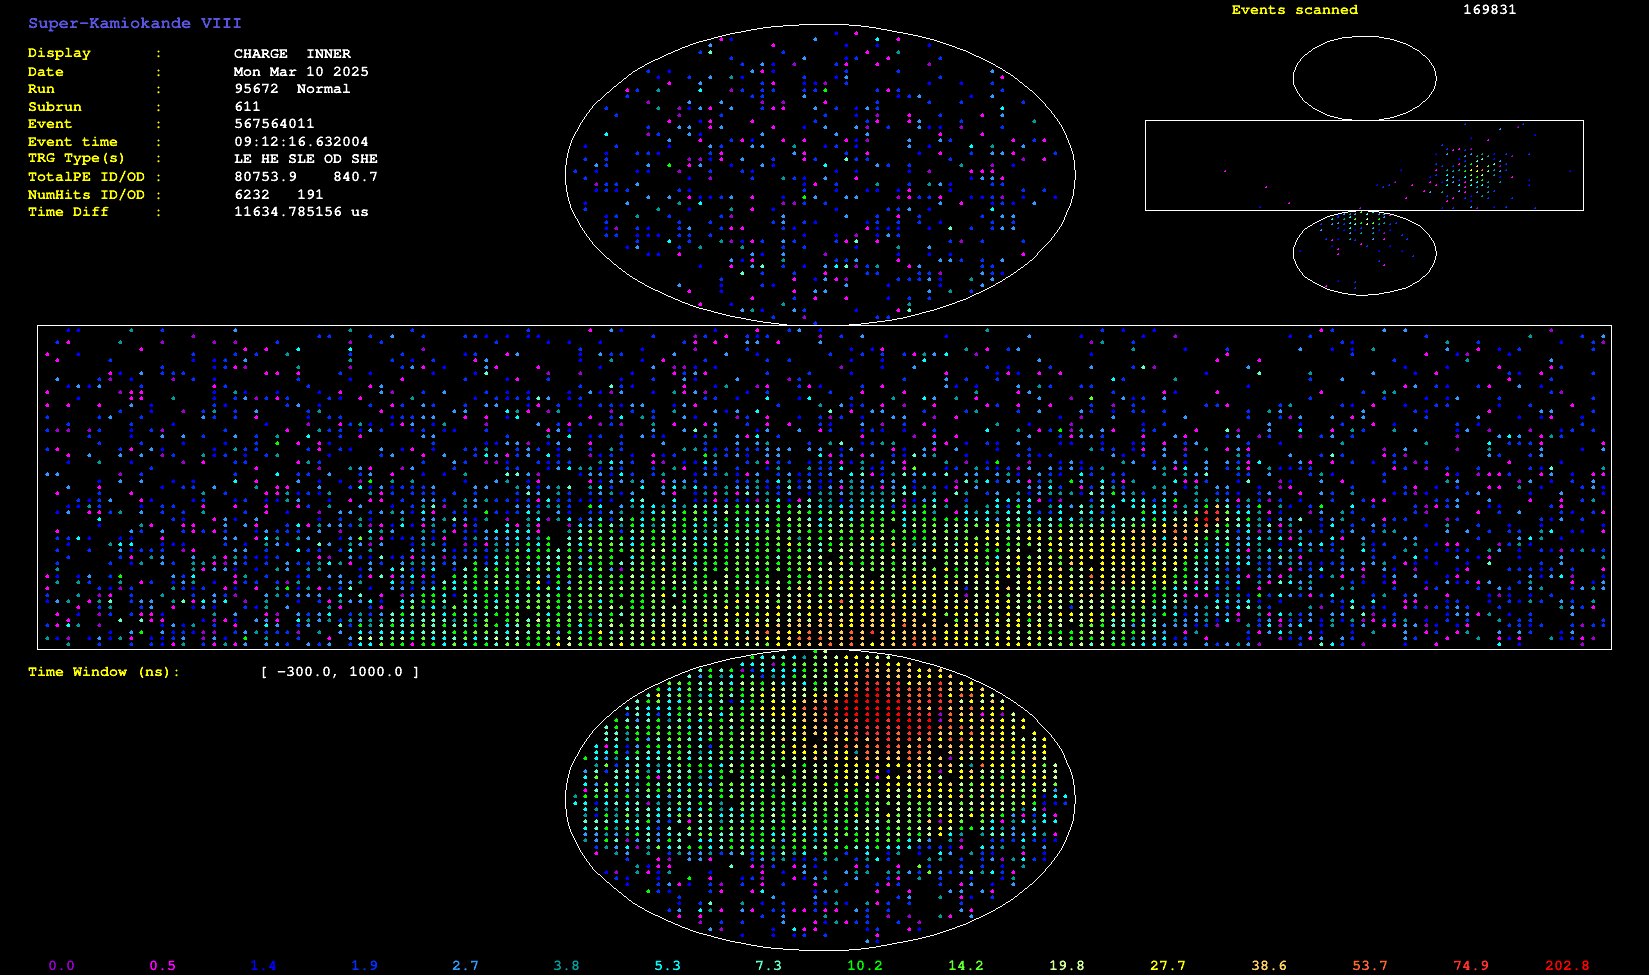 Super-Kamiokande VIII
Events scanned 169831
Display : CHARGE INNER
Date : Mon Mar 10 2025
Run : 95672 Normal
Subrun : 611
Event : 567564011
Event time : 09:12:16.632004
TRG Type(s) : LE HE SLE OD SHE
TotalPE ID/OD : 80753.9 840.7
NumHits ID/OD : 6232 191
Time Diff : 11634.785156 us
Time Window (ns): [ -300.0, 1000.0 ]
0.0 0.5 1.4 1.9 2.7 3.8 5.3 7.3 10.2 14.2 19.8 27.7 38.6 53.7 74.9 202.8